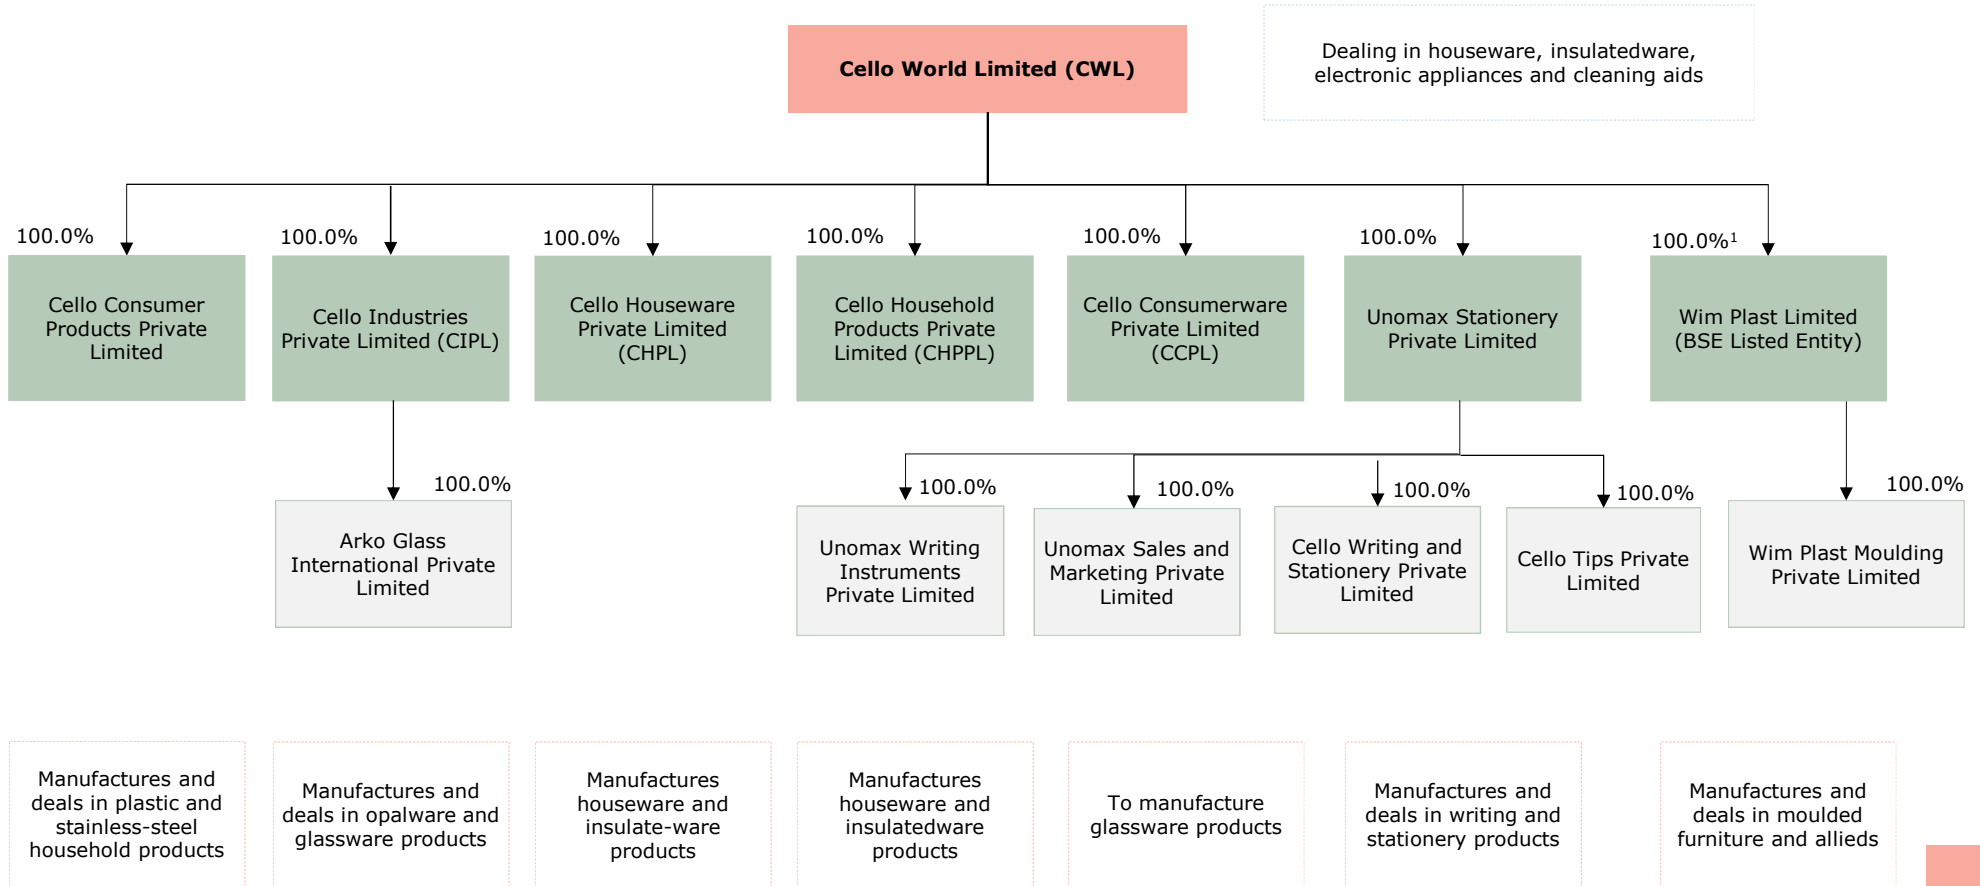 Cello World Limited (CWL)
Dealing in houseware, insulatedware,
electronic appliances and cleaning aids
100.0%
100.0%
100.0%
100.0%
100.0%
100.0%
100.0%¹
Cello Consumer
Products Private
Limited
Cello Industries
Private Limited (CIPL)
Cello Houseware
Private Limited
(CHPL)
Cello Household
Products Private
Limited (CHPPL)
Cello Consumerware
Private Limited
(CCPL)
Unomax Stationery
Private Limited
Wim Plast Limited
(BSE Listed Entity)
100.0%
100.0%
100.0%
100.0%
100.0%
100.0%
Arko Glass
International Private
Limited
Unomax Writing
Instruments
Private Limited
Unomax Sales and
Marketing Private
Limited
Cello Writing and
Stationery Private
Limited
Cello Tips Private
Limited
Wim Plast Moulding
Private Limited
Manufactures and
deals in plastic and
stainless-steel
household products
Manufactures and
deals in opalware and
glassware products
Manufactures
houseware and
insulate-ware
products
Manufactures
houseware and
insulatedware
products
To manufacture
glassware products
Manufactures and
deals in writing and
stationery products
Manufactures and
deals in moulded
furniture and allieds